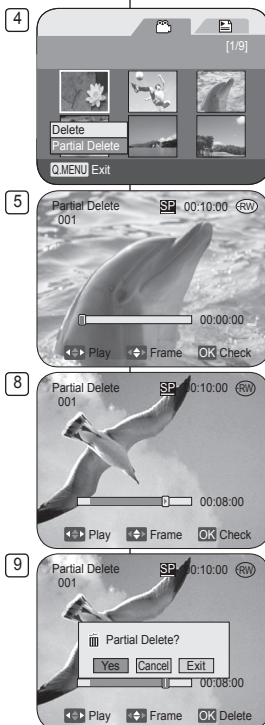 4
[1/9]
Delete
Partial Delete
Q.MENU Exit
5
Partial Delete SP 00:10:00 RW
001
00:00:00
Play Frame OK Check
8
Partial Delete SP 00:10:00 RW
001
00:08:00
Play Frame OK Check
9
Partial Delete SP 00:10:00 RW
001
Partial Delete?
Yes Cancel Exit
00:08:00
Play Frame OK Delete